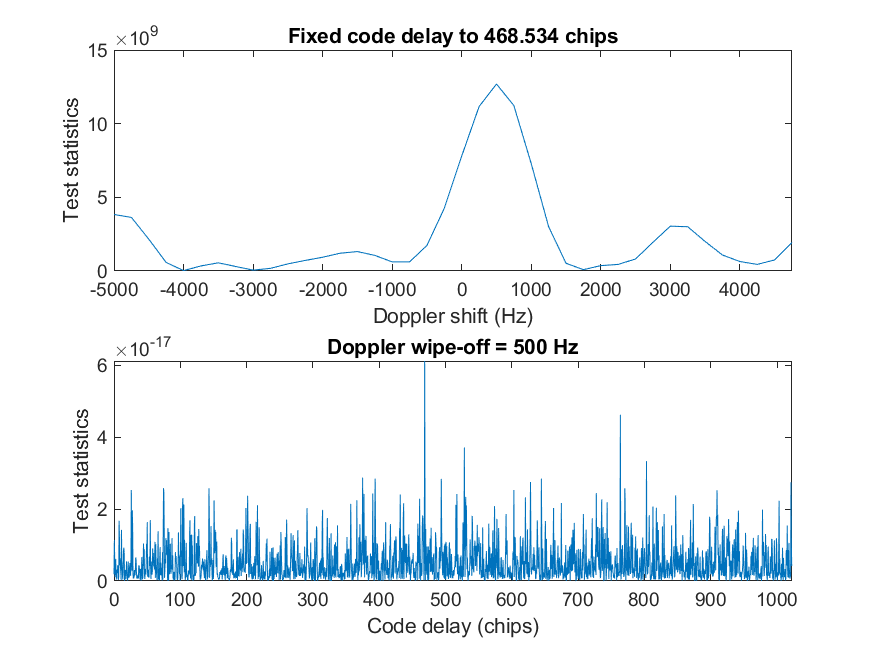 Fixed code delay to 468.534 chips
×10^9
15
10
5
0
Test statistics
-5000 -4000 -3000 -2000 -1000 0 1000 2000 3000 4000
Doppler shift (Hz)
Doppler wipe-off = 500 Hz
×10^-17
6
4
2
0
Test statistics
0 100 200 300 400 500 600 700 800 900 1000
Code delay (chips)